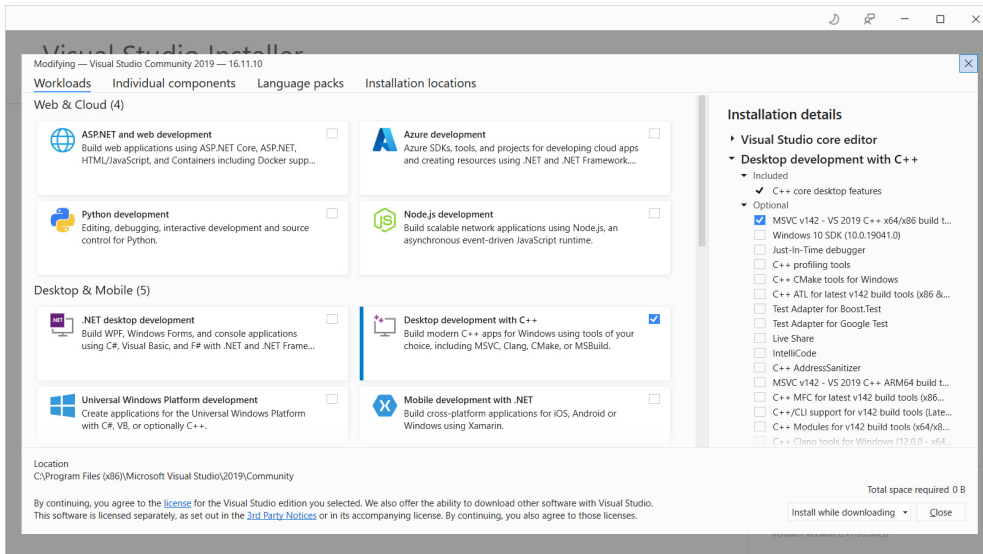 Visual Studio Installer
Modifying — Visual Studio Community 2019 — 16.11.10
Workloads
Individual components
Language packs
Installation locations
Web & Cloud (4)
ASP.NET and web development
Build web applications using ASP.NET Core, ASP.NET,
HTML/JavaScript, and Containers including Docker supp...
Azure development
Azure SDKs, tools, and projects for developing cloud apps
and creating resources using .NET and .NET Framework....
Python development
Editing, debugging, interactive development and source
control for Python.
Node.js development
Build scalable network applications using Node.js, an
asynchronous event-driven JavaScript runtime.
Desktop & Mobile (5)
.NET desktop development
Build WPF, Windows Forms, and console applications
using C#, Visual Basic, and F# with .NET and .NET Frame...
Desktop development with C++
Build modern C++ apps for Windows using tools of your
choice, including MSVC, Clang, CMake, or MSBuild.
Universal Windows Platform development
Create applications for the Universal Windows Platform
with C#, VB, or optionally C++.
Mobile development with .NET
Build cross-platform applications for iOS, Android or
Windows using Xamarin.
Installation details
Visual Studio core editor
Desktop development with C++
Included
C++ core desktop features
Optional
MSVC v142 - VS 2019 C++ x64/x86 build t...
Windows 10 SDK (10.0.19041.0)
Just-In-Time debugger
C++ profiling tools
C++ CMake tools for Windows
C++ ATL for latest v142 build tools (x86 &...
Test Adapter for Boost.Test
Test Adapter for Google Test
Live Share
IntelliCode
C++ AddressSanitizer
MSVC v142 - VS 2019 C++ ARM64 build t...
C++ MFC for latest v142 build tools (x86...
C++/CLI support for v142 build tools (Late...
C++ Modules for v142 build tools (x64/x8...
C++ Clang tools for Windows (12.0.0 - x64...
Location
C:\Program Files (x86)\Microsoft Visual Studio\2019\Community
By continuing, you agree to the license for the Visual Studio edition you selected. We also offer the ability to download other software with Visual Studio.
This software is licensed separately, as set out in the 3rd Party Notices or in its accompanying license. By continuing, you also agree to those licenses.
Total space required 0 B
Install while downloading
Close